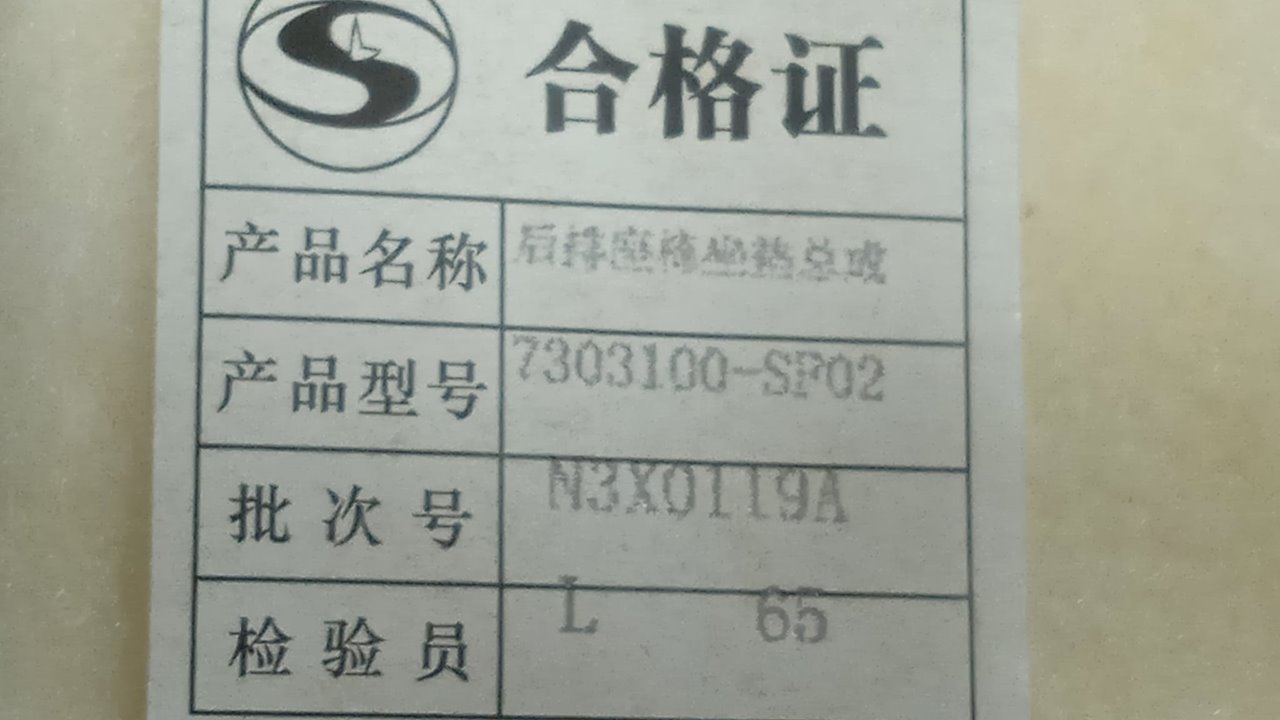 合格证
产品名称 后排座椅坐垫总成
产品型号 7303100-SP02
批次号 N3X0119A
检验员 L 65